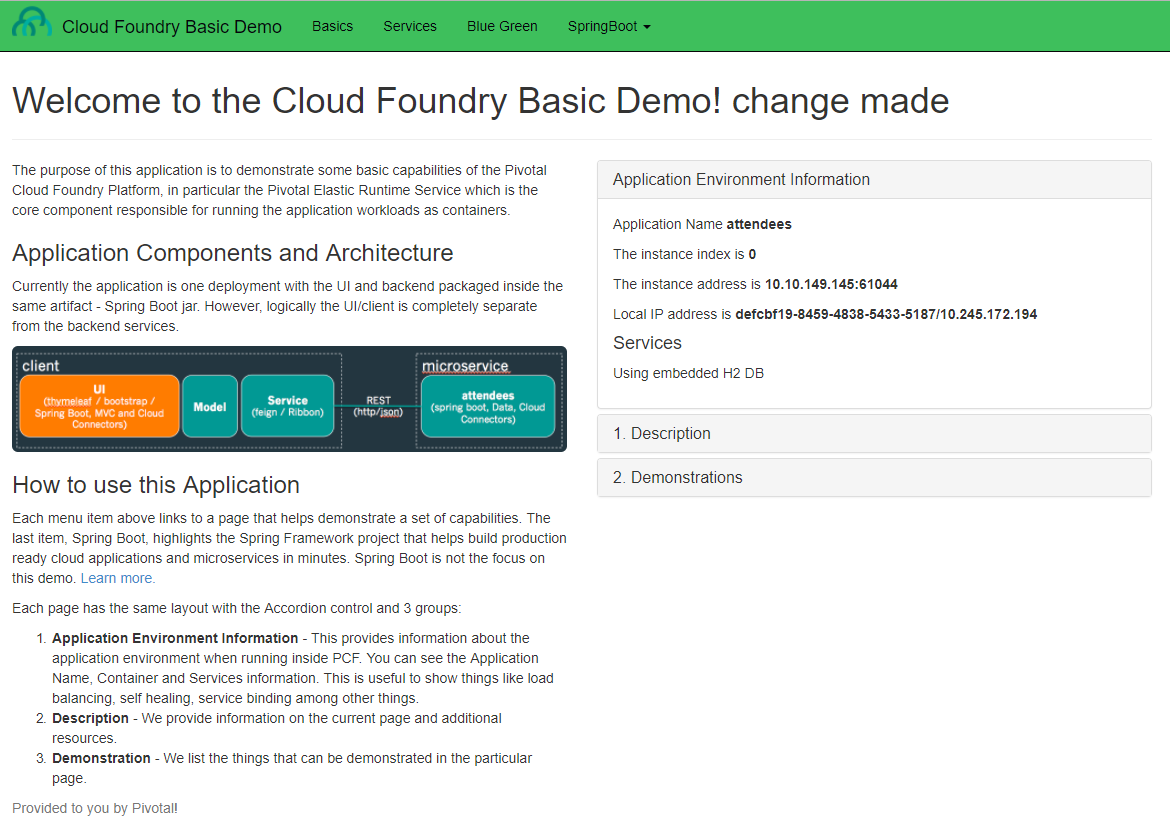 Cloud Foundry Basic Demo Basics Services Blue Green SpringBoot
Welcome to the Cloud Foundry Basic Demo! change made
The purpose of this application is to demonstrate some basic capabilities of the Pivotal
Cloud Foundry Platform, in particular the Pivotal Elastic Runtime Service which is the
core component responsible for running the application workloads as containers.
Application Components and Architecture
Currently the application is one deployment with the UI and backend packaged inside the
same artifact - Spring Boot jar. However, logically the UI/client is completely separate
from the backend services.
client
UI
(thymeleaf / bootstrap /
Spring Boot, MVC and Cloud
Connectors)
Model
Service
(feign / Ribbon)
REST
(http/json)
microservice
attendees
(spring boot, Data, Cloud
Connectors)
How to use this Application
Each menu item above links to a page that helps demonstrate a set of capabilities. The
last item, Spring Boot, highlights the Spring Framework project that helps build production
ready cloud applications and microservices in minutes. Spring Boot is not the focus on
this demo. Learn more.
Each page has the same layout with the Accordion control and 3 groups:
1. Application Environment Information - This provides information about the
application environment when running inside PCF. You can see the Application
Name, Container and Services information. This is useful to show things like load
balancing, self healing, service binding among other things.
2. Description - We provide information on the current page and additional
resources.
3. Demonstration - We list the things that can be demonstrated in the particular
page.
Provided to you by Pivotal!
Application Environment Information
Application Name attendees
The instance index is 0
The instance address is 10.10.149.145:61044
Local IP address is defcbf19-8459-4838-5433-5187/10.245.172.194
Services
Using embedded H2 DB
1. Description
2. Demonstrations